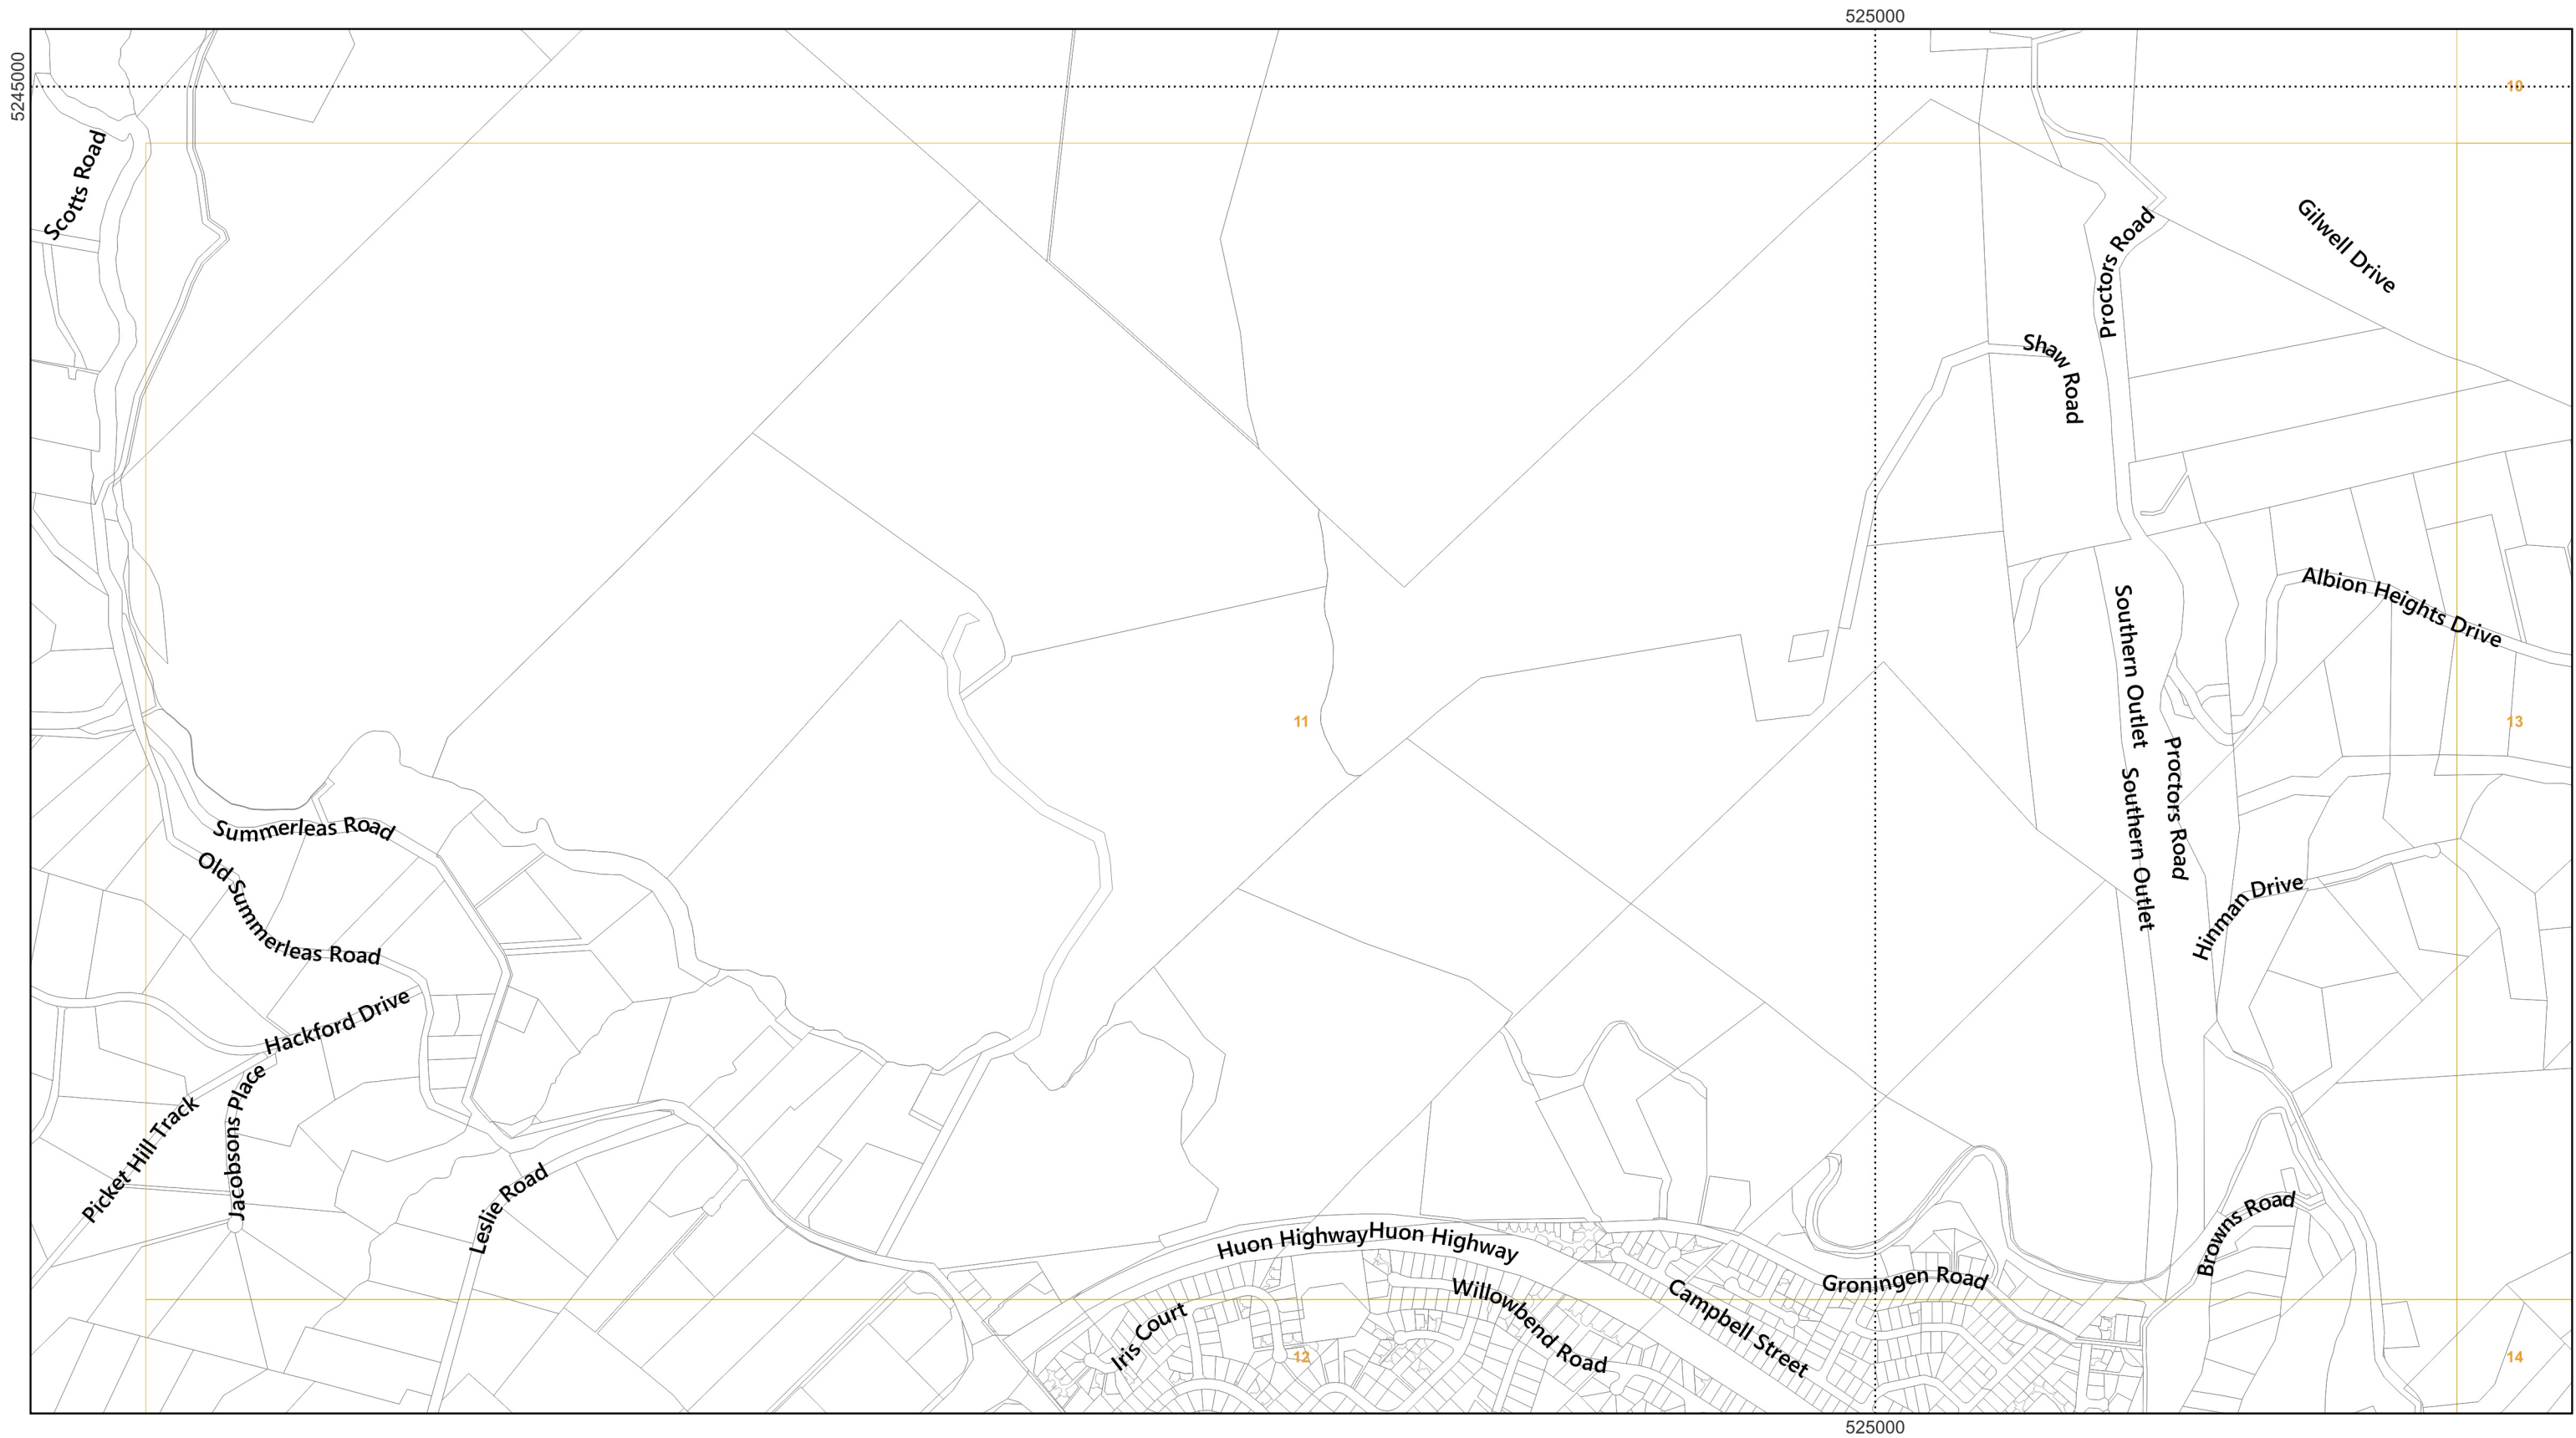 525000
5245000
10
Scotts Road
Gilwell Drive
Proctors Road
Shaw Road
Albion Heights Drive
Southern Outlet
11
13
Proctors Road
Southern Outlet
Summerleas Road
Old Summerleas Road
Hinman Drive
Hackford Drive
Jacobsons Place
Picket Hill Track
Leslie Road
Browns Road
Huon Highway
Huon Highway
Groningen Road
Willowbend Road
Campbell Street
Iris Court
12
14
525000